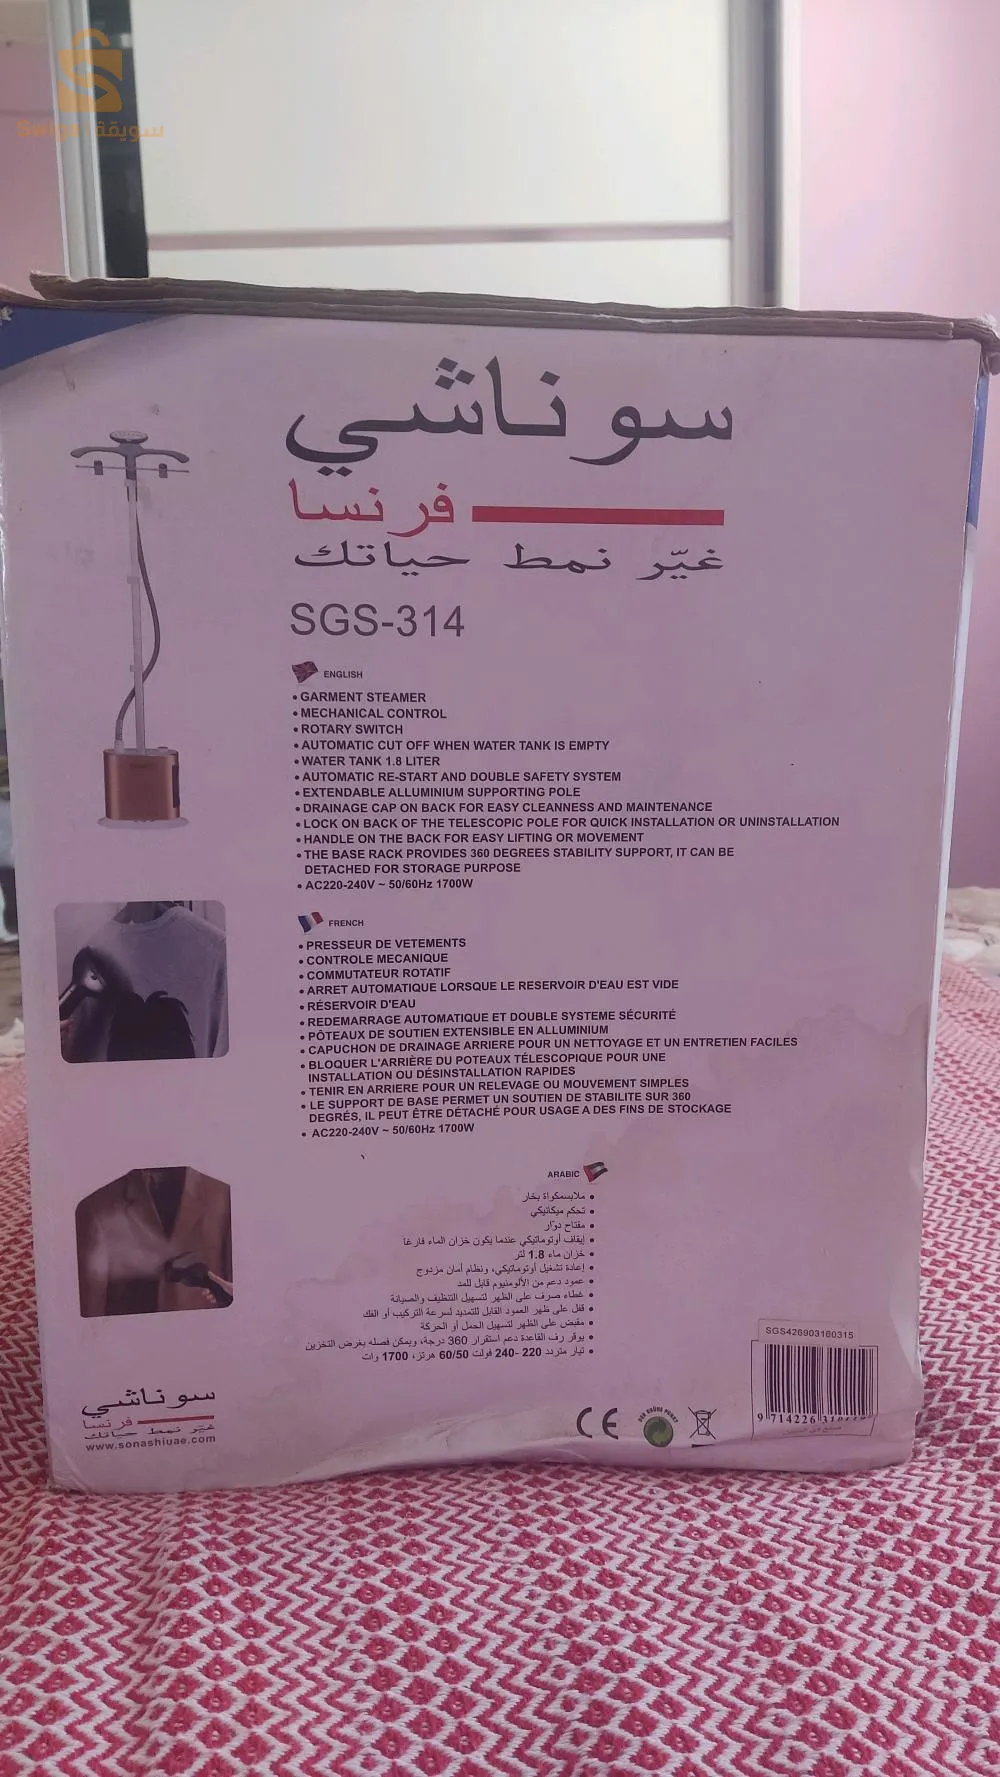 سويقة
سوناشي
فرنسا
غيّر نمط حياتك
SGS-314
ENGLISH
• GARMENT STEAMER
• MECHANICAL CONTROL
• ROTARY SWITCH
• AUTOMATIC CUT OFF WHEN WATER TANK IS EMPTY
• WATER TANK 1.8 LITER
• AUTOMATIC RE-START AND DOUBLE SAFETY SYSTEM
• EXTENDABLE ALLUMINIUM SUPPORTING POLE
• DRAINAGE CAP ON BACK FOR EASY CLEANNESS AND MAINTENANCE
• LOCK ON BACK OF THE TELESCOPIC POLE FOR QUICK INSTALLATION OR UNINSTALLATION
• HANDLE ON THE BACK FOR EASY LIFTING OR MOVEMENT
• THE BASE RACK PROVIDES 360 DEGREES STABILITY SUPPORT, IT CAN BE
DETACHED FOR STORAGE PURPOSE
• AC220-240V ~ 50/60Hz 1700W
FRENCH
• PRESSEUR DE VETEMENTS
• CONTROLE MECANIQUE
• COMMUTATEUR ROTATIF
• ARRET AUTOMATIQUE LORSQUE LE RESERVOIR D'EAU EST VIDE
• RÉSERVOIR D'EAU
• REDEMARRAGE AUTOMATIQUE ET DOUBLE SYSTEME SÉCURITÉ
• PÔTEAUX DE SOUTIEN EXTENSIBLE EN ALLUMINIUM
• CAPUCHON DE DRAINAGE ARRIERE POUR UN NETTOYAGE ET UN ENTRETIEN FACILES
• BLOQUER L'ARRIÈRE DU POTEAUX TÉLESCOPIQUE POUR UNE
INSTALLATION OU DÉSINSTALLATION RAPIDES
• TENIR EN ARRIERE POUR UN RELEVAGE OU MOUVEMENT SIMPLES
• LE SUPPORT DE BASE PERMET UN SOUTIEN DE STABILITE SUR 360
DEGRÉS, IL PEUT ÊTRE DÉTACHÉ POUR USAGE A DES FINS DE STOCKAGE
• AC220-240V ~ 50/60Hz 1700W
ARABIC
• ملابسمكواة بخار
• تحكم ميكانيكي
• مفتاح دوّار
• إيقاف أوتوماتيكي عندما يكون خزان الماء فارغا
• خزان ماء 1.8 لتر
• إعادة تشغيل أوتوماتيكي، ونظام أمان مزدوج
• عمود دعم من الألومنيوم قابل للمد
• غطاء صرف على الظهر لتسهيل التنظيف والصيانة
• قفل على ظهر العمود القابل للتمديد لسرعة التركيب أو الفك
• مقبض على الظهر لتسهيل الحمل أو الحركة
• يوفر رف القاعدة دعم استقرار 360 درجة، ويمكن فصله بغرض التخزين
• تيار متردد 220 -240 فولت 60/50 هرتز، 1700 وات
سوناشي
فرنسا
غيّر نمط حياتك
www.sonashiuae.com
CE
SGS426903160315
9 714226